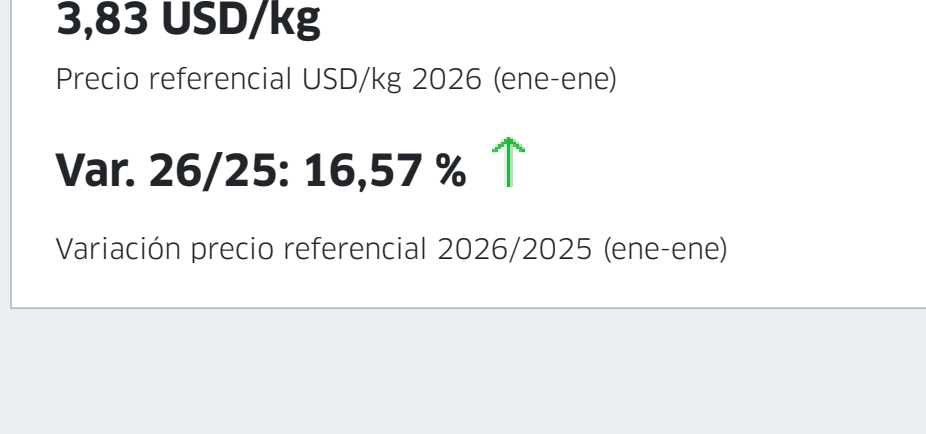 3,83 USD/kg
Precio referencial USD/kg 2026 (ene-ene)
Var. 26/25: 16,57 %
Variación precio referencial 2026/2025 (ene-ene)